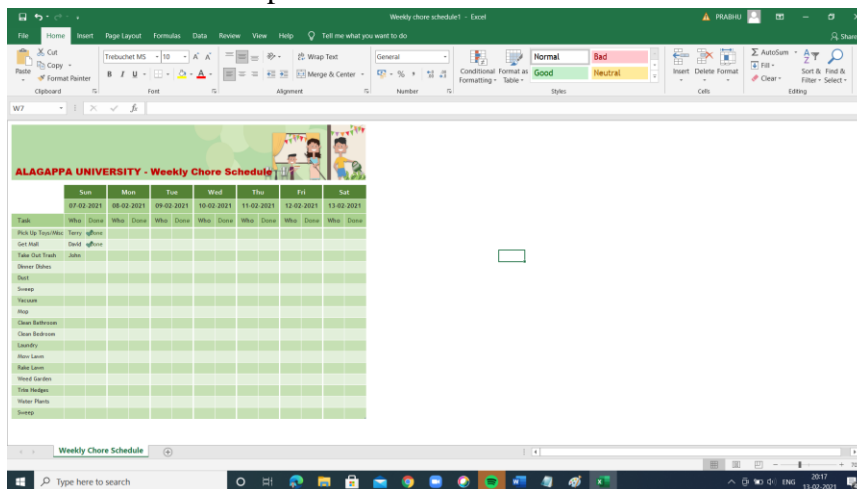 Weekly chore schedule1 - Excel
PRABHU
File Home Insert Page Layout Formulas Data Review View Help Tell me what you want to do Share
Cut
Copy
Format Painter
Paste
Trebuchet MS 10
B I U
Wrap Text
Merge & Center
General
Conditional Formatting
Format as Table
Normal Bad
Good Neutral
Insert Delete Format
AutoSum
Fill
Clear
Sort & Filter
Find & Select
Clipboard Font Alignment Number Styles Cells Editing
W7 fx
ALAGAPPA UNIVERSITY - Weekly Chore Schedule
Sun Mon Tue Wed Thu Fri Sat
07-02-2021 08-02-2021 09-02-2021 10-02-2021 11-02-2021 12-02-2021 13-02-2021
Task Who Done Who Done Who Done Who Done Who Done Who Done Who Done
Pick Up Toys/Misc Terry Done
Get Mail David Done
Take Out Trash John
Dinner Dishes
Dust
Sweep
Vacuum
Mop
Clean Bathroom
Clean Bedroom
Laundry
Mow Lawn
Rake Lawn
Weed Garden
Trim Hedges
Water Plants
Sweep
Weekly Chore Schedule
Type here to search
ENG
20:17
13-02-2021